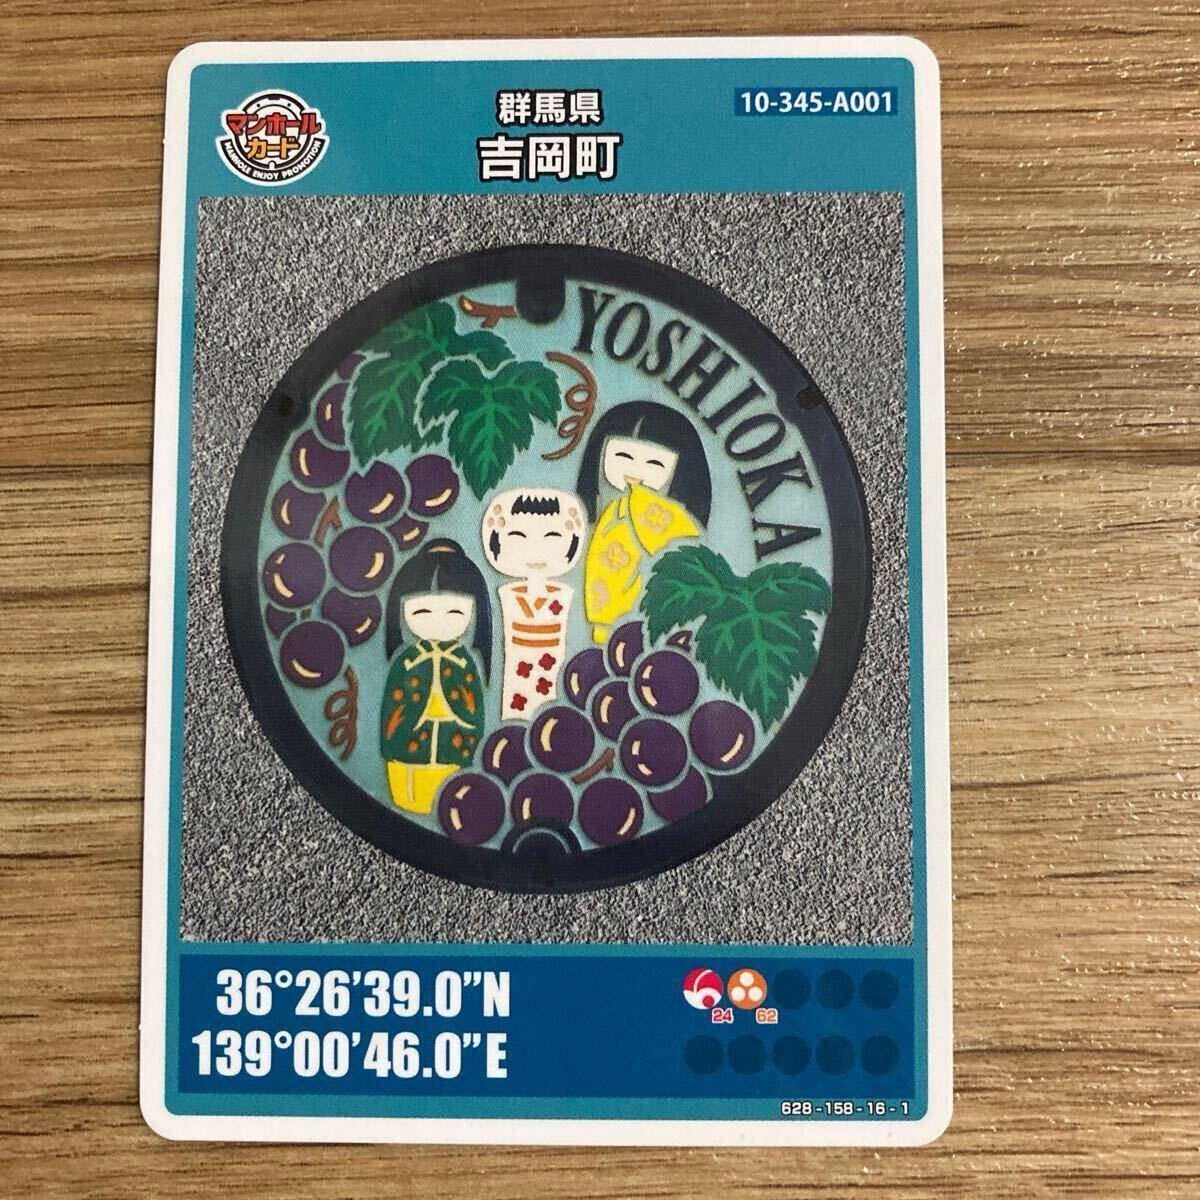 マンホール
カード
MANHOLE ENJOY PROMOTION
群馬県
吉岡町
10-345-A001
YOSHIOKA
36°26'39.0"N
139°00'46.0"E
24
62
628-158-16-1